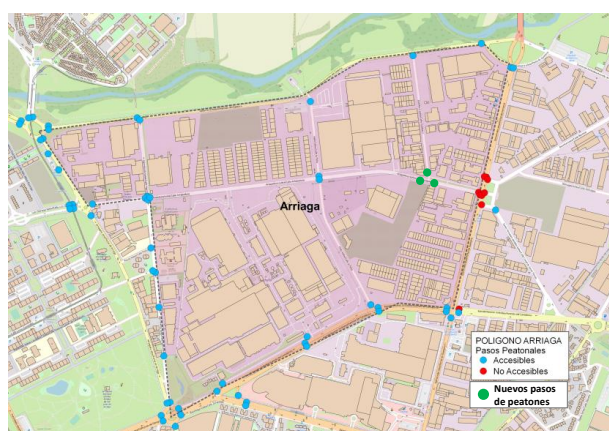 Arriaga
POLIGONO ARRIAGA
Pasos Peatonales
Accesibles
No Accesibles
Nuevos pasos
de peatones